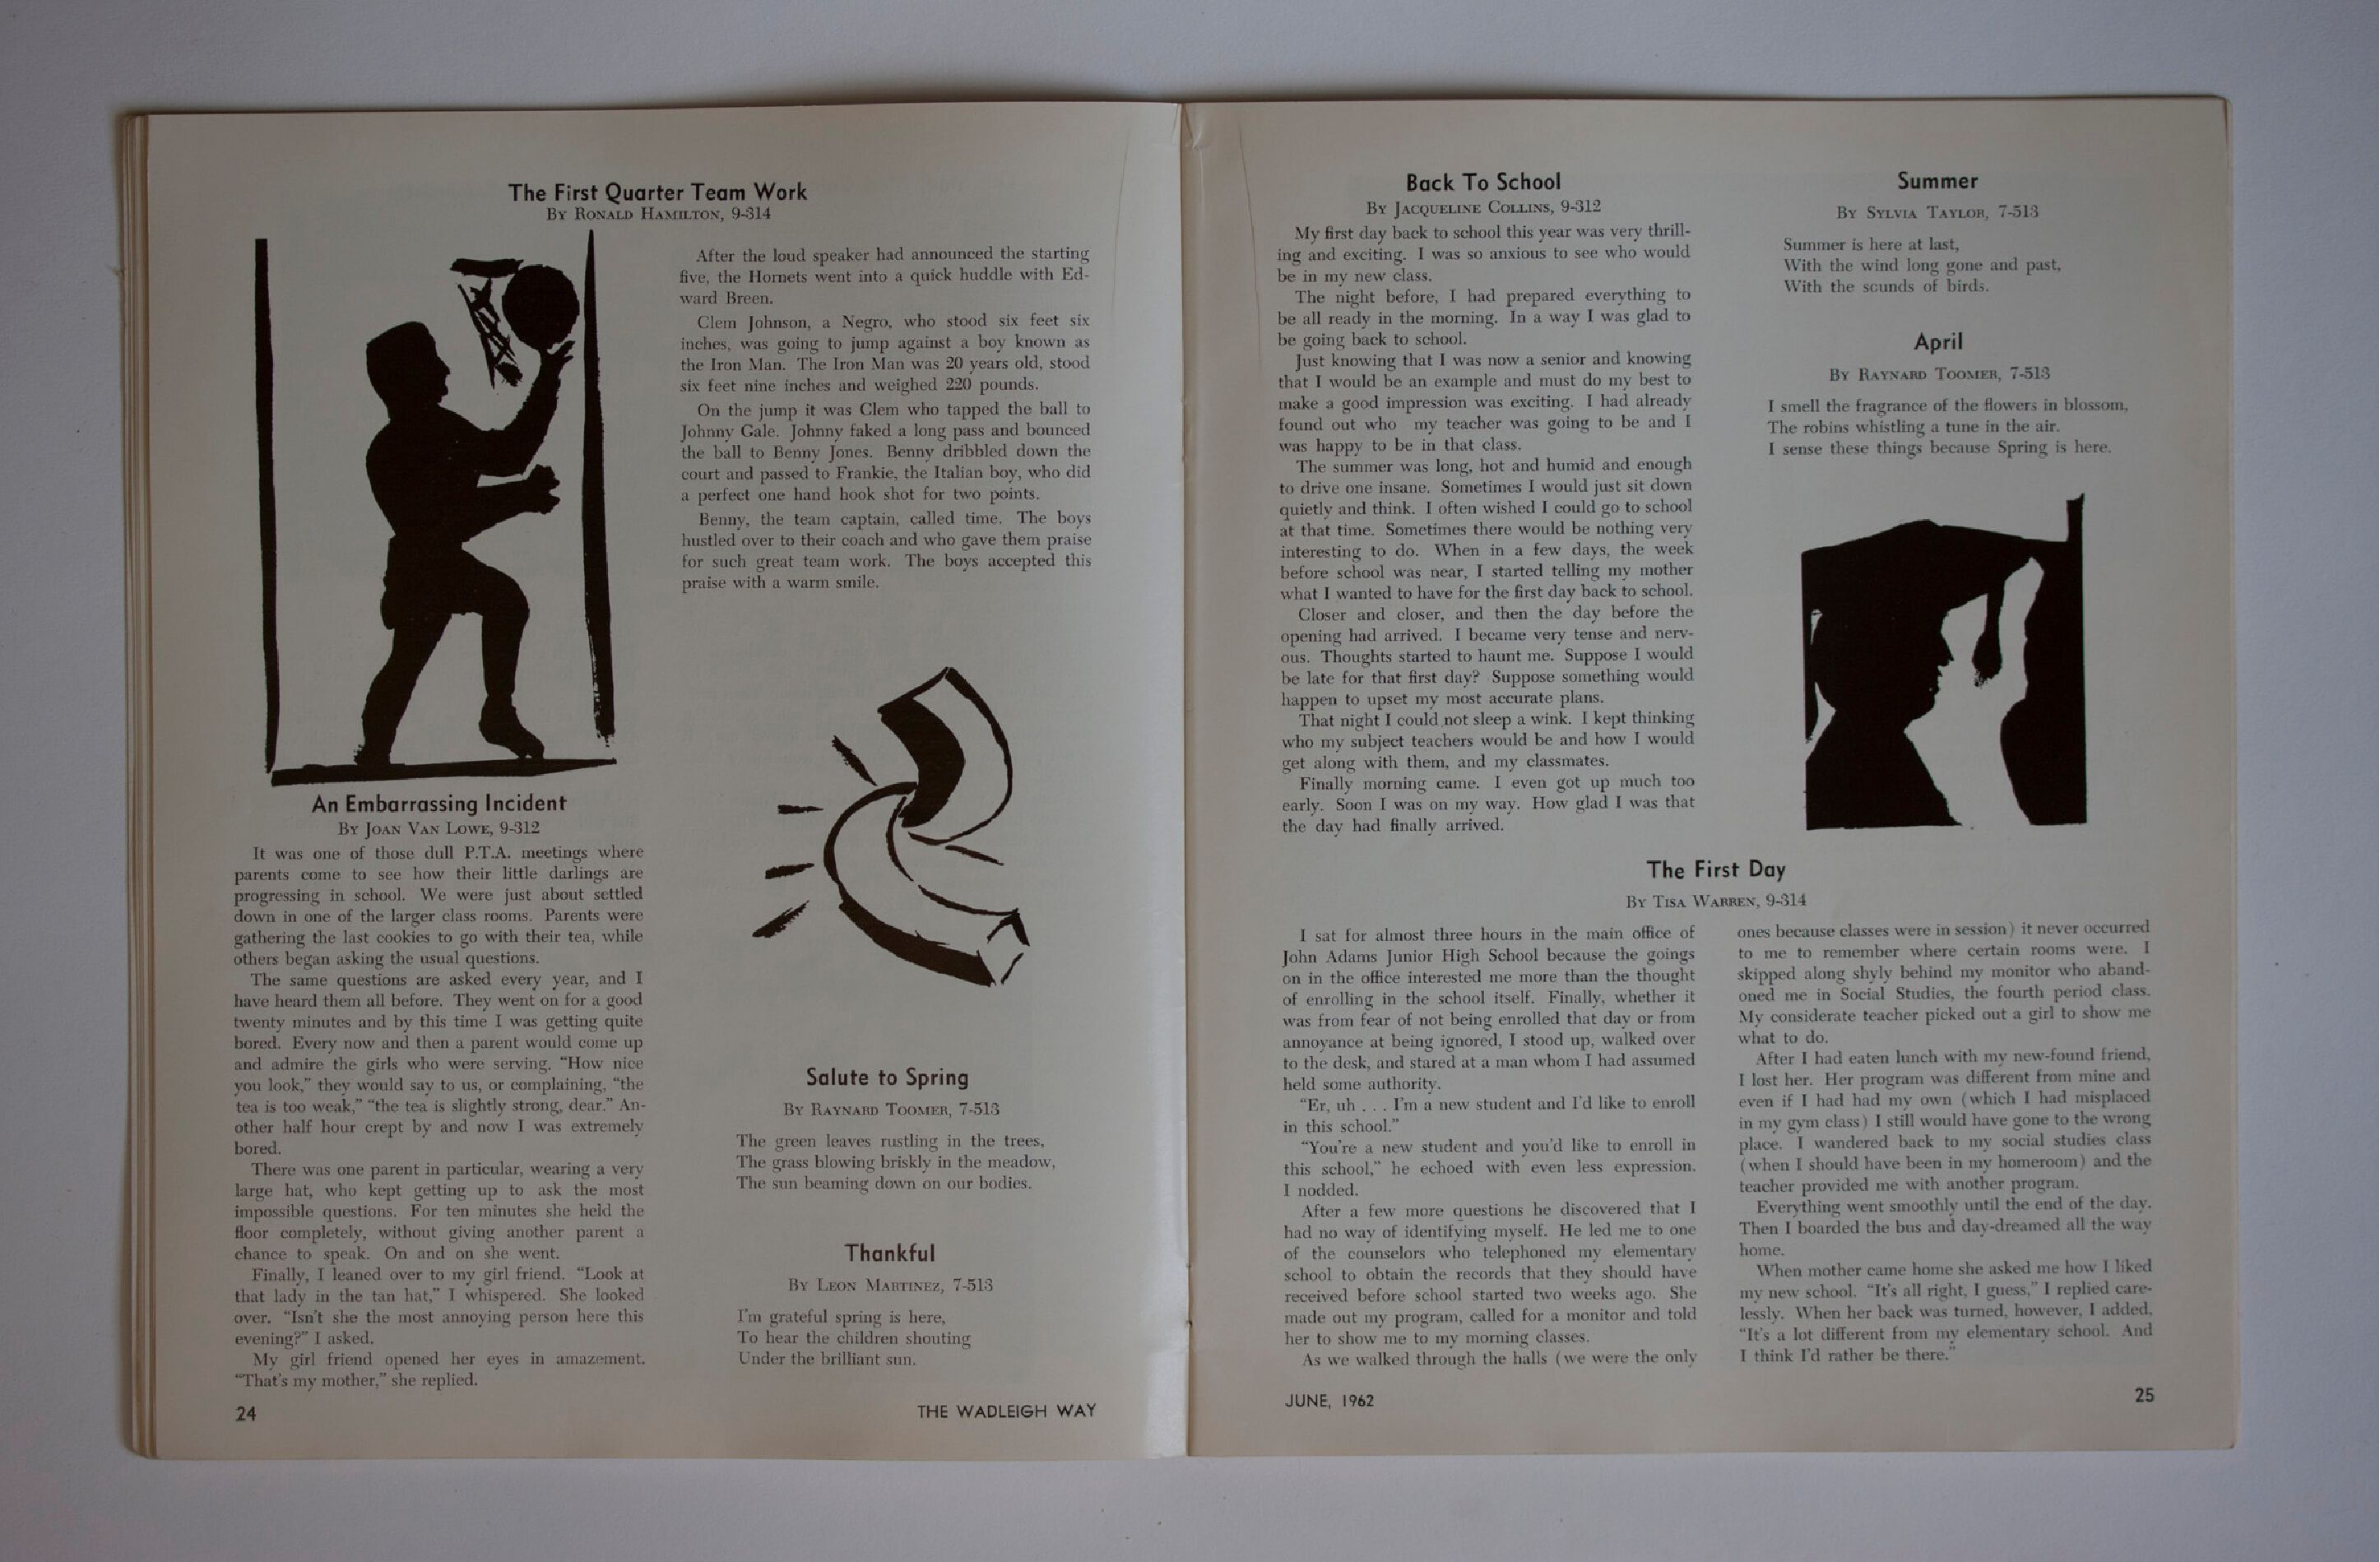 The First Quarter Team Work
By Ronald Hamilton, 9-314
After the loud speaker had announced the starting
five, the Hornets went into a quick huddle with Ed-
ward Breen.
Clem Johnson, a Negro, who stood six feet six
inches, was going to jump against a boy known as
the Iron Man. The Iron Man was 20 years old, stood
six feet nine inches and weighed 220 pounds.
On the jump it was Clem who tapped the ball to
Johnny Gale. Johnny faked a long pass and bounced
the ball to Benny Jones. Benny dribbled down the
court and passed to Frankie, the Italian boy, who did
a perfect one hand hook shot for two points.
Benny, the team captain, called time. The boys
hustled over to their coach and who gave them praise
for such great team work. The boys accepted this
praise with a warm smile.
An Embarrassing Incident
By Joan Van Lowe, 9-312
It was one of those dull P.T.A. meetings where
parents come to see how their little darlings are
progressing in school. We were just about settled
down in one of the larger class rooms. Parents were
gathering the last cookies to go with their tea, while
others began asking the usual questions.
The same questions are asked every year, and I
have heard them all before. They went on for a good
twenty minutes and by this time I was getting quite
bored. Every now and then a parent would come up
and admire the girls who were serving. "How nice
you look," they would say to us, or complaining, "the
tea is too weak," "the tea is slightly strong, dear." An-
other half hour crept by and now I was extremely
bored.
There was one parent in particular, wearing a very
large hat, who kept getting up to ask the most
impossible questions. For ten minutes she held the
floor completely, without giving another parent a
chance to speak. On and on she went.
Finally, I leaned over to my girl friend. "Look at
that lady in the tan hat," I whispered. She looked
over. "Isn't she the most annoying person here this
evening?" I asked.
My girl friend opened her eyes in amazement.
"That's my mother," she replied.
Salute to Spring
By Raynard Toomer, 7-513
The green leaves rustling in the trees,
The grass blowing briskly in the meadow,
The sun beaming down on our bodies.
Thankful
By Leon Martinez, 7-513
I'm grateful spring is here,
To hear the children shouting
Under the brilliant sun.
24
THE WADLEIGH WAY
Back To School
By Jacqueline Collins, 9-312
My first day back to school this year was very thrill-
ing and exciting. I was so anxious to see who would
be in my new class.
The night before, I had prepared everything to
be all ready in the morning. In a way I was glad to
be going back to school.
Just knowing that I was now a senior and knowing
that I would be an example and must do my best to
make a good impression was exciting. I had already
found out who my teacher was going to be and I
was happy to be in that class.
The summer was long, hot and humid and enough
to drive one insane. Sometimes I would just sit down
quietly and think. I often wished I could go to school
at that time. Sometimes there would be nothing very
interesting to do. When in a few days, the week
before school was near, I started telling my mother
what I wanted to have for the first day back to school.
Closer and closer, and then the day before the
opening had arrived. I became very tense and nerv-
ous. Thoughts started to haunt me. Suppose I would
be late for that first day? Suppose something would
happen to upset my most accurate plans.
That night I could not sleep a wink. I kept thinking
who my subject teachers would be and how I would
get along with them, and my classmates.
Finally morning came. I even got up much too
early. Soon I was on my way. How glad I was that
the day had finally arrived.
Summer
By Sylvia Taylor, 7-513
Summer is here at last,
With the wind long gone and past,
With the scunds of birds.
April
By Raynard Toomer, 7-513
I smell the fragrance of the flowers in blossom,
The robins whistling a tune in the air.
I sense these things because Spring is here.
The First Day
By Tisa Warren, 9-314
I sat for almost three hours in the main office of
John Adams Junior High School because the goings
on in the office interested me more than the thought
of enrolling in the school itself. Finally, whether it
was from fear of not being enrolled that day or from
annoyance at being ignored, I stood up, walked over
to the desk, and stared at a man whom I had assumed
held some authority.
"Er, uh . . . I'm a new student and I'd like to enroll
in this school."
"You're a new student and you'd like to enroll in
this school," he echoed with even less expression.
I nodded.
After a few more questions he discovered that I
had no way of identifying myself. He led me to one
of the counselors who telephoned my elementary
school to obtain the records that they should have
received before school started two weeks ago. She
made out my program, called for a monitor and told
her to show me to my morning classes.
As we walked through the halls (we were the only
ones because classes were in session) it never occurred
to me to remember where certain rooms were. I
skipped along shyly behind my monitor who aband-
oned me in Social Studies, the fourth period class.
My considerate teacher picked out a girl to show me
what to do.
After I had eaten lunch with my new-found friend,
I lost her. Her program was different from mine and
even if I had had my own (which I had misplaced
in my gym class) I still would have gone to the wrong
place. I wandered back to my social studies class
(when I should have been in my homeroom) and the
teacher provided me with another program.
Everything went smoothly until the end of the day.
Then I boarded the bus and day-dreamed all the way
home.
When mother came home she asked me how I liked
my new school. "It's all right, I guess," I replied care-
lessly. When her back was turned, however, I added,
"It's a lot different from my elementary school. And
I think I'd rather be there."
JUNE, 1962
25